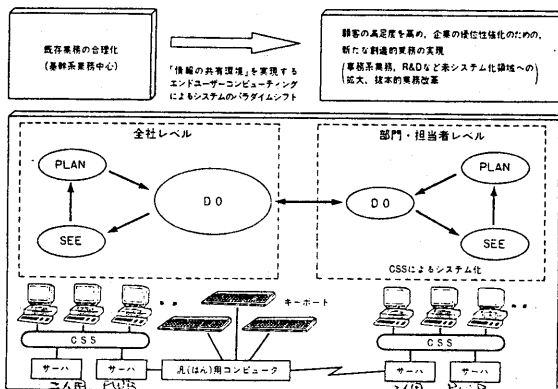 既存業務の合理化
(基幹系業務中心)
「情報の共有環境」を実現する
エンドユーザーコンピューティング
によるシステムのパラダイムシフト
顧客の満足度を高め、企業の優位性強化のための、
新たな創造的業務の実現
(事務系業務、R&Dなど未システム化領域への
拡大、抜本的業務改革)
全社レベル
PLAN
DO
SEE
部門・担当者レベル
PLAN
DO
SEE
CSSによるシステム化
キーボート
CSS
サーバ
サーバ
汎(はん)用コンピュータ
CSS
サーバ
サーバ